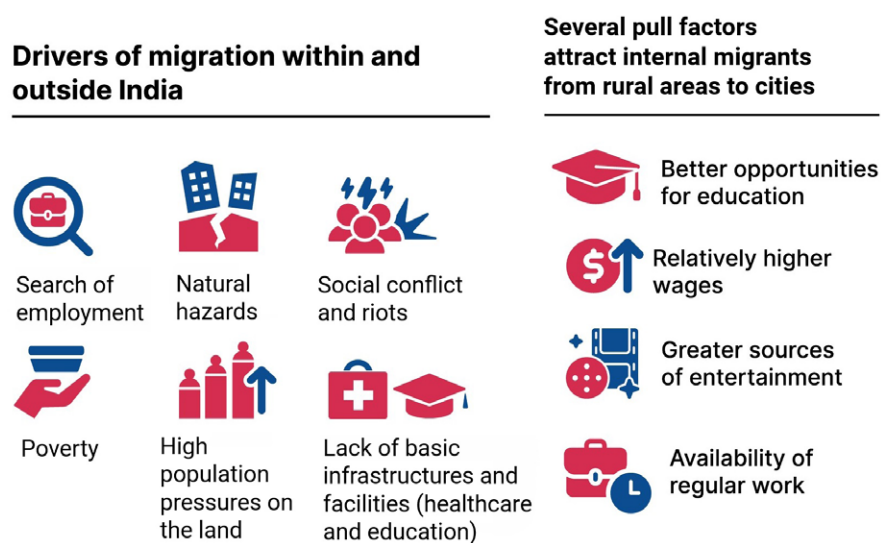 Drivers of migration within and
outside India
Search of
employment
Natural
hazards
Social conflict
and riots
Poverty
High
population
pressures on
the land
Lack of basic
infrastructures and
facilities (healthcare
and education)
Several pull factors
attract internal migrants
from rural areas to cities
Better opportunities
for education
$
Relatively higher
wages
Greater sources
of entertainment
Availability of
regular work